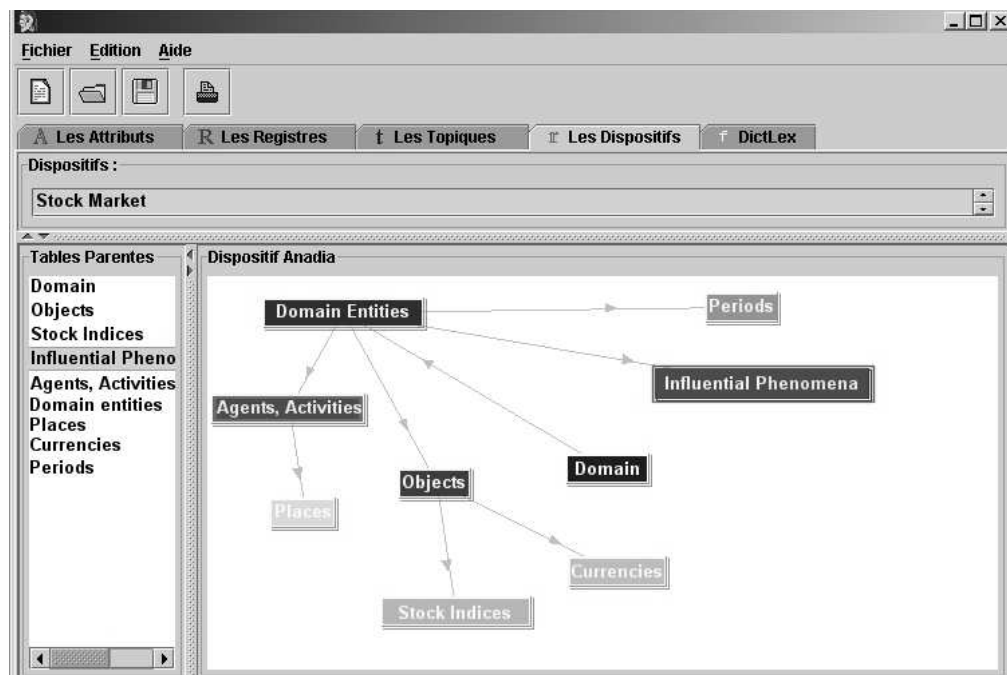 Fichier Edition Aide
A Les Attributs R Les Registres t Les Topiques r Les Dispositifs f DictLex
Dispositifs :
Stock Market
Tables Parentes
Domain
Objects
Stock Indices
Influential Pheno
Agents, Activities
Domain entities
Places
Currencies
Periods
Dispositif Anadia
Domain Entities
Periods
Influential Phenomena
Agents, Activities
Domain
Objects
Places
Currencies
Stock Indices